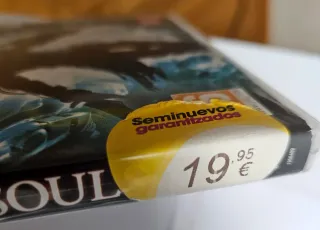 Seminuevos
garantizados
19.95
€
SOUL